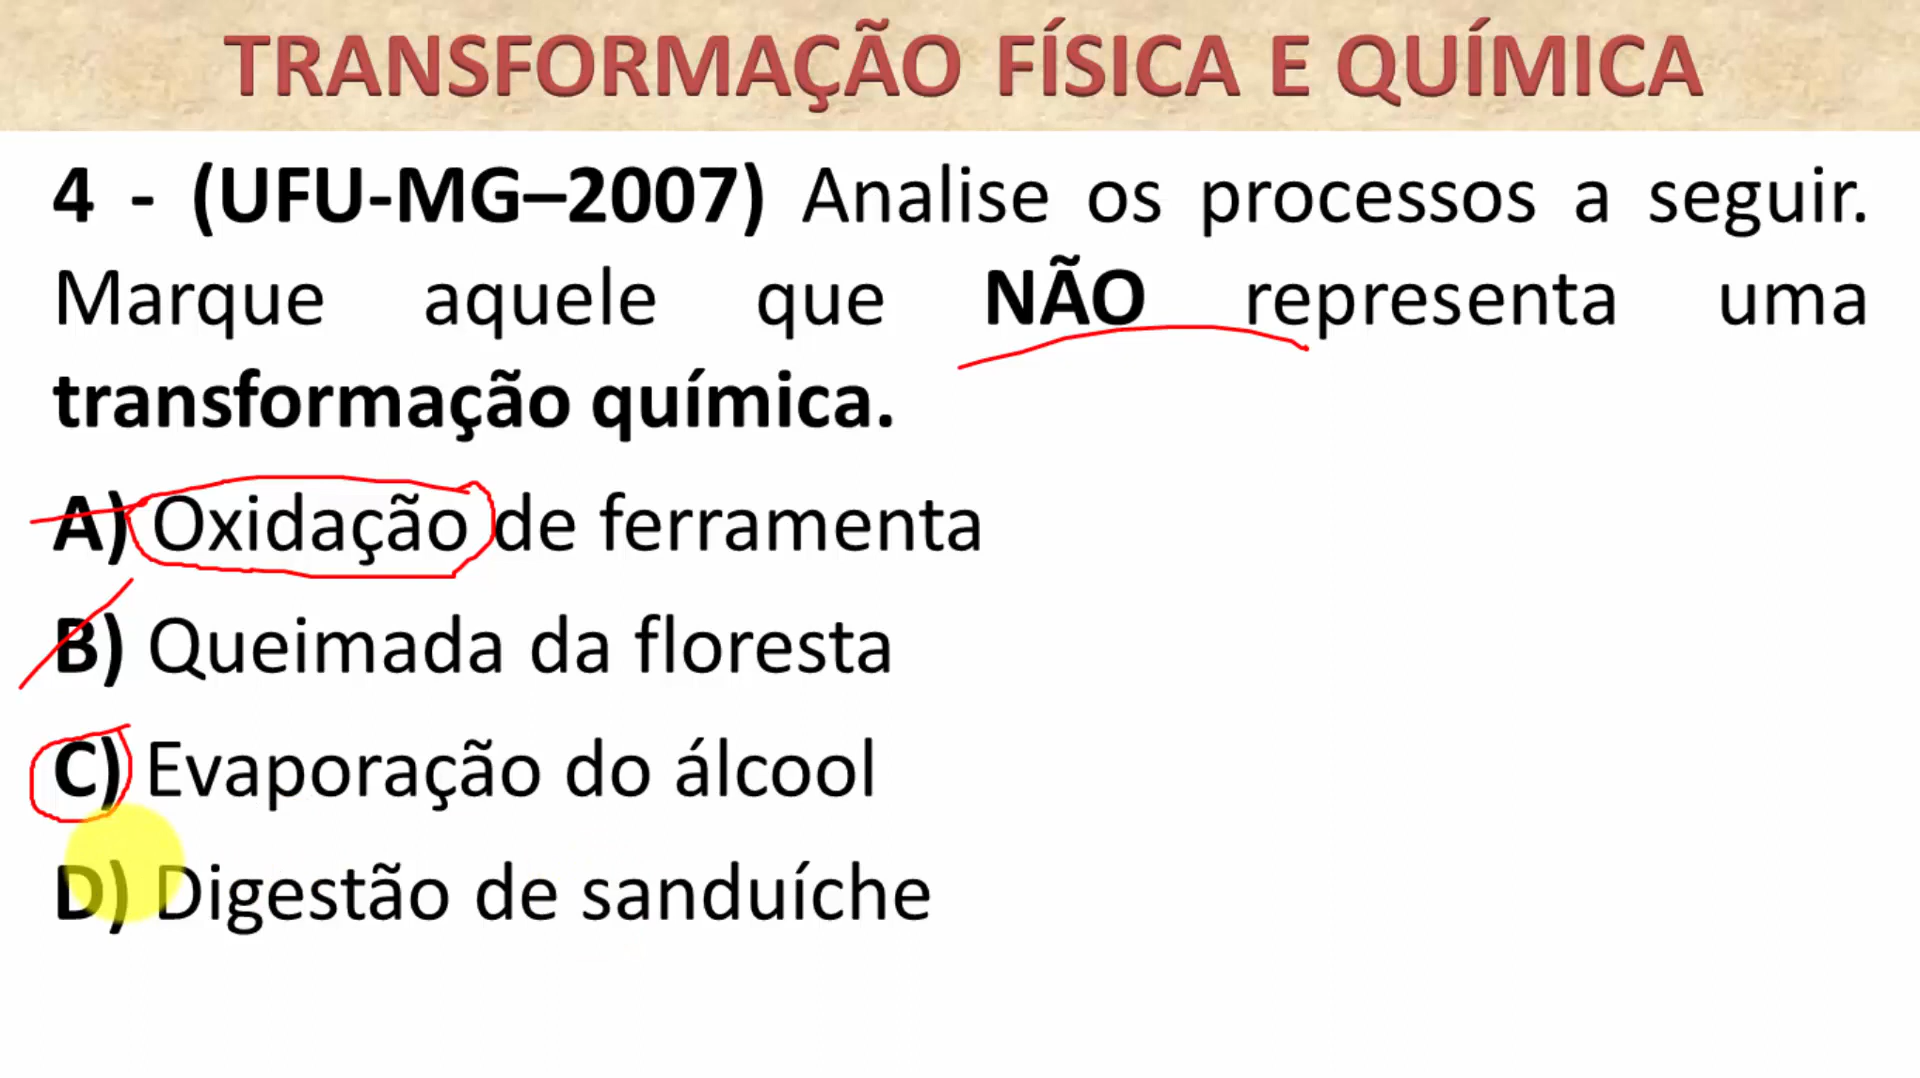 TRANSFORMAÇÃO FÍSICA E QUÍMICA
4 - (UFU-MG–2007) Analise os processos a seguir.
Marque aquele que NÃO representa uma
transformação química.
A) Oxidação de ferramenta
B) Queimada da floresta
C) Evaporação do álcool
D) Digestão de sanduíche